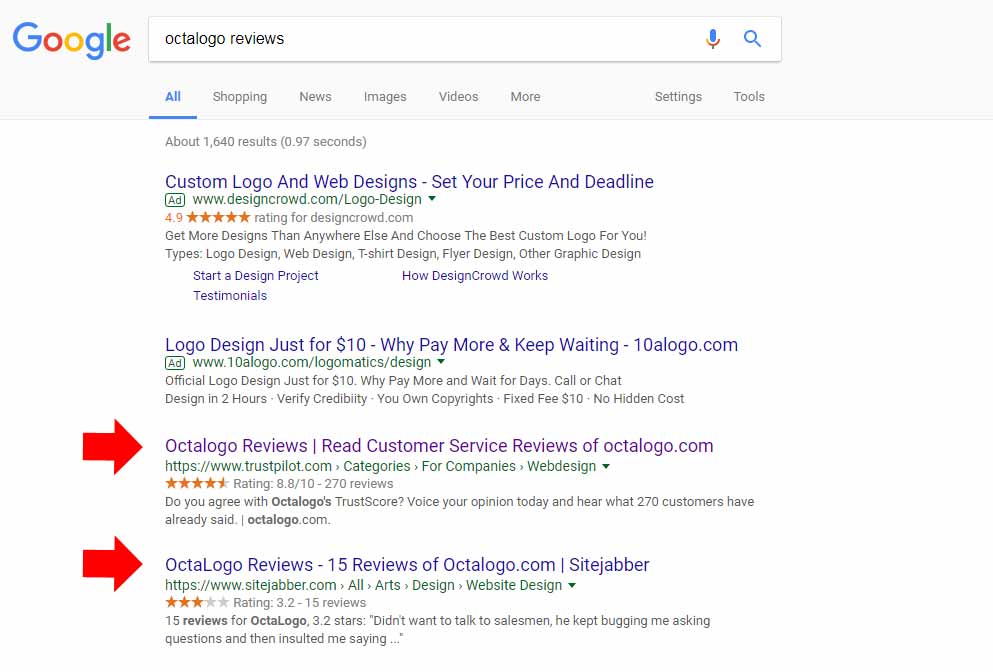 Google
octalogo reviews
All Shopping News Images Videos More Settings Tools
About 1,640 results (0.97 seconds)
Custom Logo And Web Designs - Set Your Price And Deadline
Ad www.designcrowd.com/Logo-Design
4.9 rating for designcrowd.com
Get More Designs Than Anywhere Else And Choose The Best Custom Logo For You!
Types: Logo Design, Web Design, T-shirt Design, Flyer Design, Other Graphic Design
Start a Design Project How DesignCrowd Works
Testimonials
Logo Design Just for $10 - Why Pay More & Keep Waiting - 10alogo.com
Ad www.10alogo.com/logomatics/design
Official Logo Design Just for $10. Why Pay More and Wait for Days. Call or Chat
Design in 2 Hours · Verify Credibiity · You Own Copyrights · Fixed Fee $10 · No Hidden Cost
Octalogo Reviews | Read Customer Service Reviews of octalogo.com
https://www.trustpilot.com › Categories › For Companies › Webdesign
Rating: 8.8/10 - 270 reviews
Do you agree with Octalogo's TrustScore? Voice your opinion today and hear what 270 customers have
already said. | octalogo.com.
OctaLogo Reviews - 15 Reviews of Octalogo.com | Sitejabber
https://www.sitejabber.com › All › Arts › Design › Website Design
Rating: 3.2 - 15 reviews
15 reviews for OctaLogo, 3.2 stars: "Didn't want to talk to salesmen, he kept bugging me asking
questions and then insulted me saying ..."